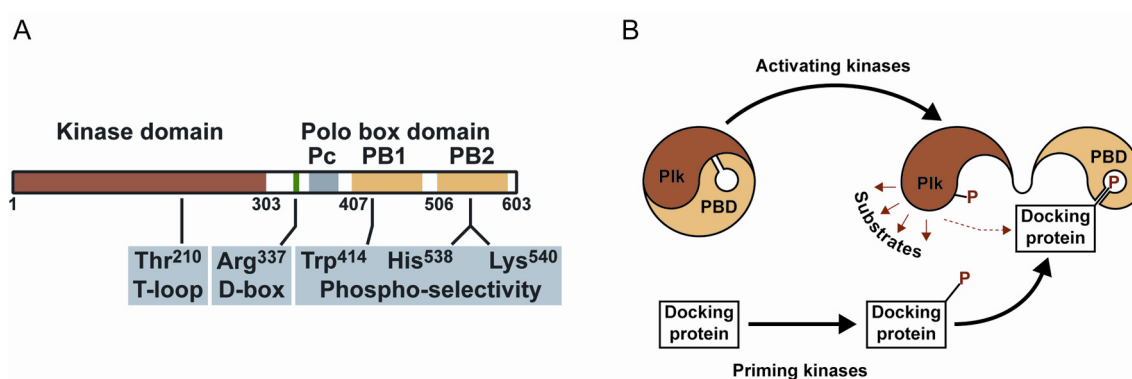 A
Kinase domain
Polo box domain
Pc PB1 PB2
1 303 407 506 603
Thr210 Arg337 Trp414 His538 Lys540
T-loop D-box Phospho-selectivity
B
Activating kinases
Plk
PBD
Plk
P
PBD
P
Substrates
Docking
protein
P
Docking
protein
Docking
protein
Priming kinases